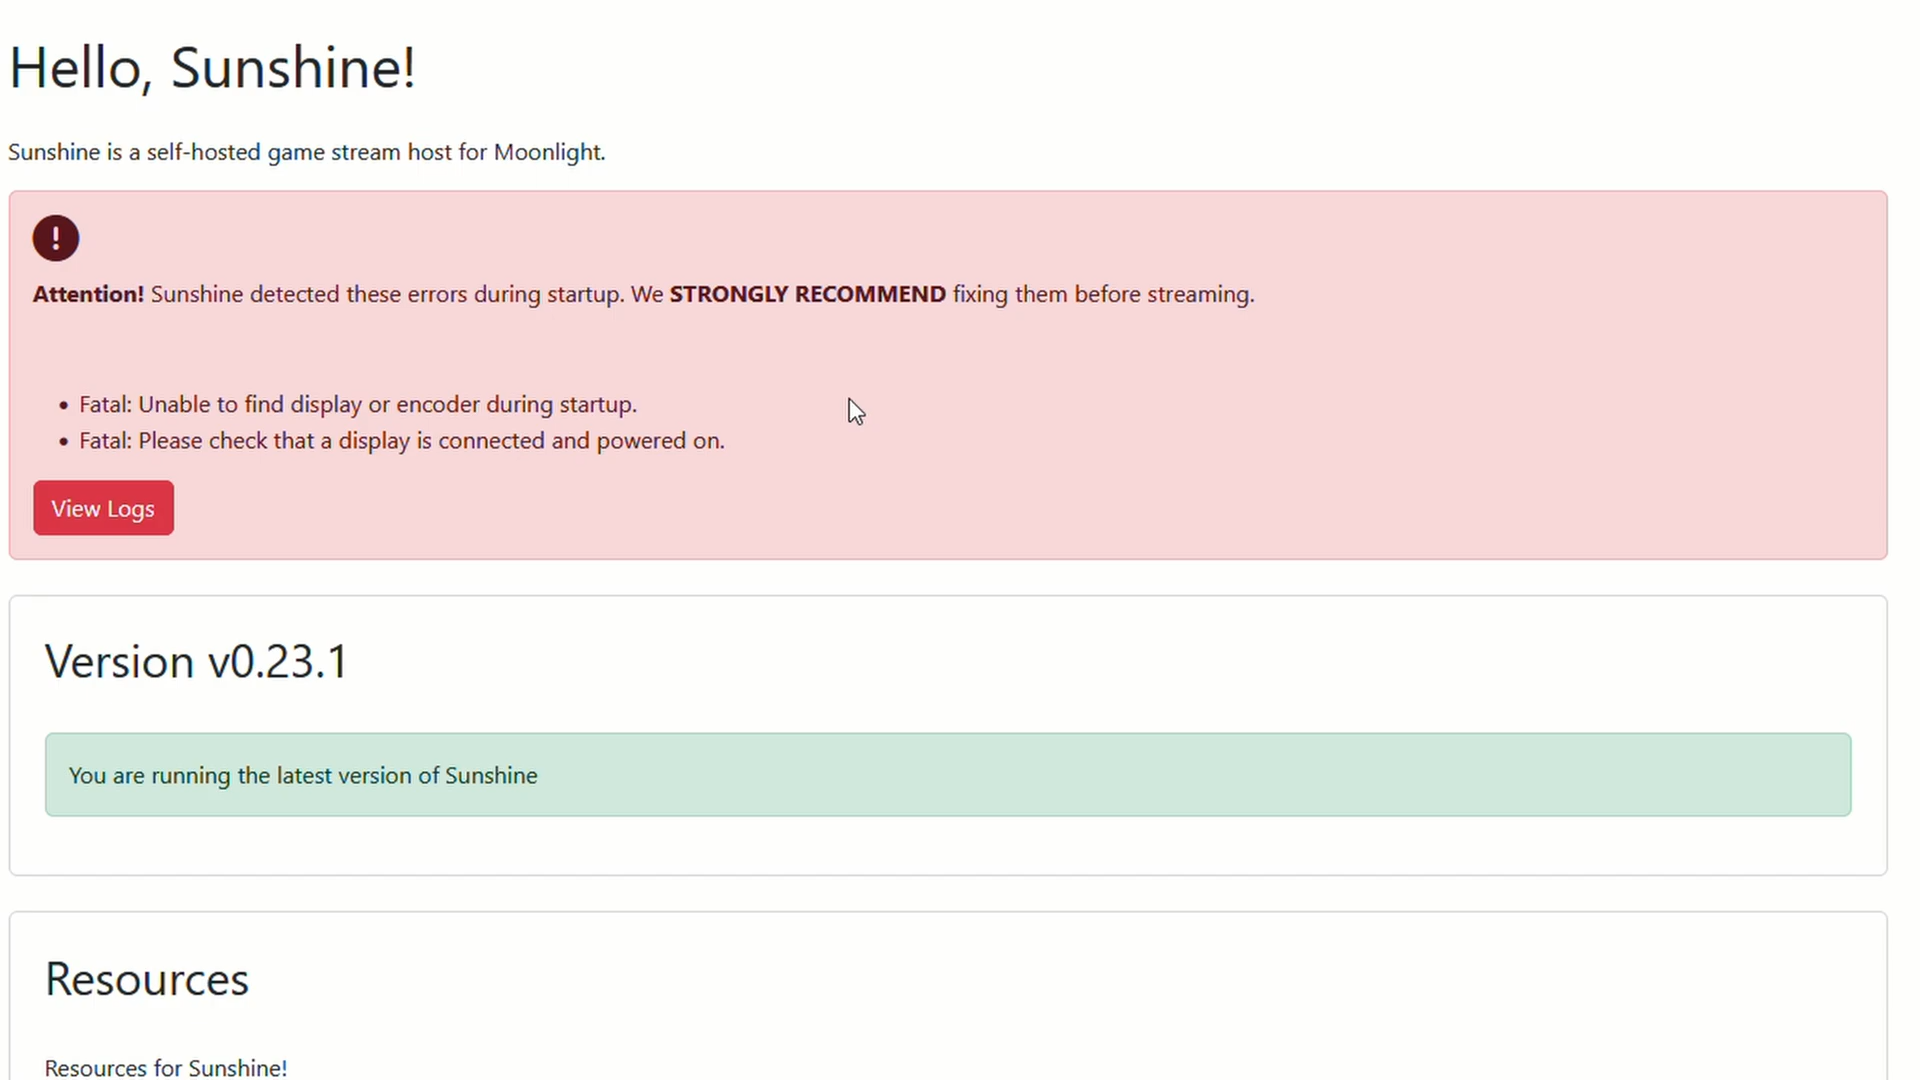 Hello, Sunshine!
Sunshine is a self-hosted game stream host for Moonlight.
!
Attention! Sunshine detected these errors during startup. We STRONGLY RECOMMEND fixing them before streaming.
• Fatal: Unable to find display or encoder during startup.
• Fatal: Please check that a display is connected and powered on.
View Logs
Version v0.23.1
You are running the latest version of Sunshine
Resources
Resources for Sunshine!